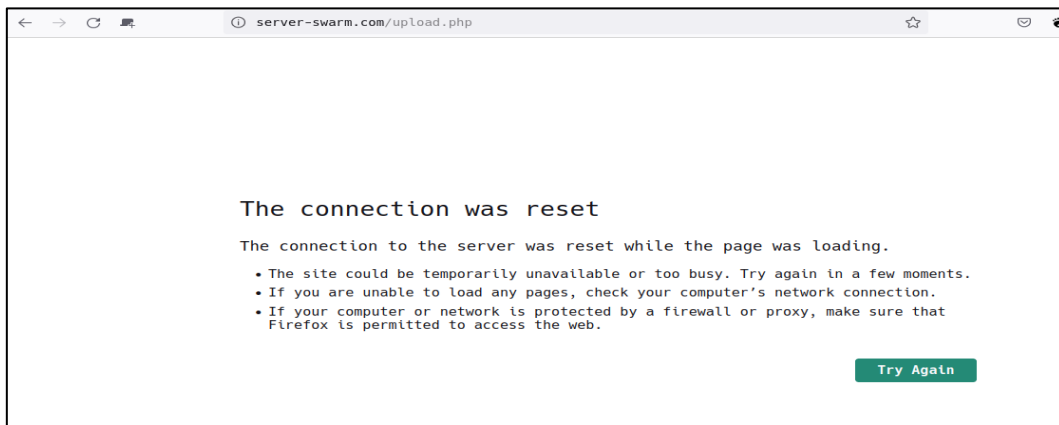 server-swarm.com/upload.php
The connection was reset
The connection to the server was reset while the page was loading.
• The site could be temporarily unavailable or too busy. Try again in a few moments.
• If you are unable to load any pages, check your computer’s network connection.
• If your computer or network is protected by a firewall or proxy, make sure that
Firefox is permitted to access the web.
Try Again